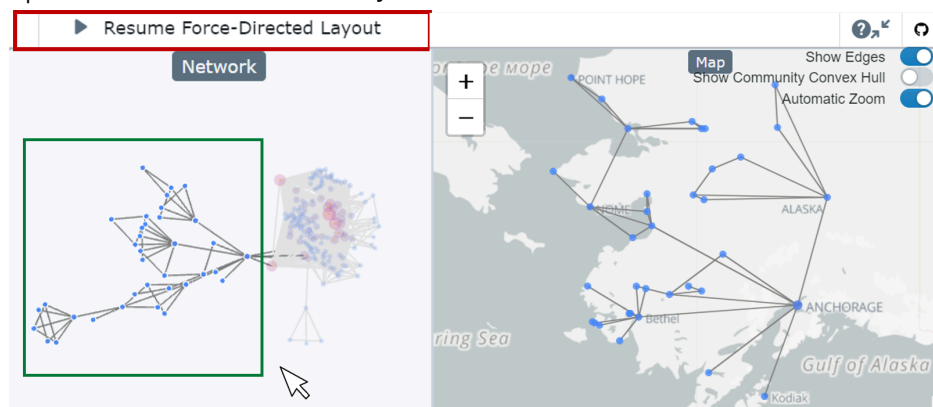 Resume Force-Directed Layout
Network
Map
Show Edges
Show Community Convex Hull
Automatic Zoom
+
−
POINT HOPE
NOME
ALASKA
ANCHORAGE
Bethel
ring Sea
Gulf of Alaska
Kodiak